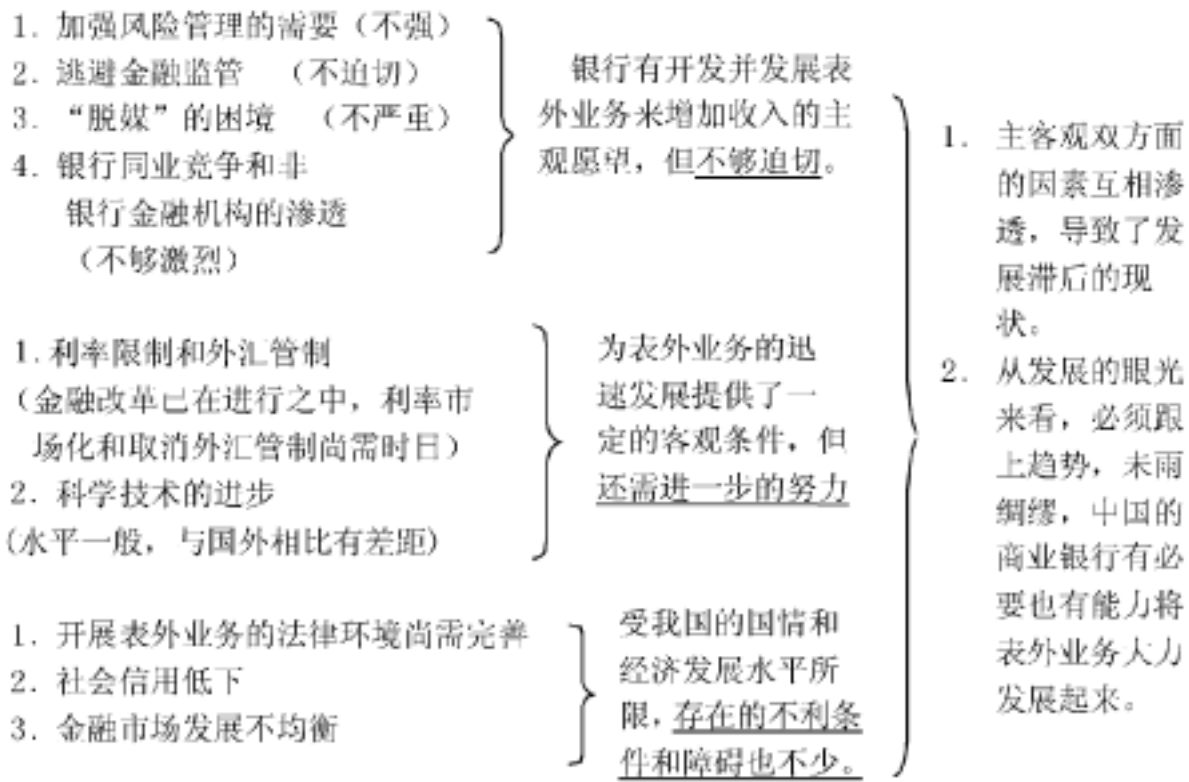 1. 加强风险管理的需要（不强）
2. 逃避金融监管 （不迫切）
3. “脱媒”的困境 （不严重）
4. 银行同业竞争和非
银行金融机构的渗透
（不够激烈）
银行有开发并发展表
外业务来增加收入的主
观愿望，但不够迫切。
1. 利率限制和外汇管制
（金融改革已在进行之中，利率市
场化和取消外汇管制尚需时日）
2. 科学技术的进步
(水平一般，与国外相比有差距)
为表外业务的迅
速发展提供了一
定的客观条件，但
还需进一步的努力
1. 开展表外业务的法律环境尚需完善
2. 社会信用低下
3. 金融市场发展不均衡
受我国的国情和
经济发展水平所
限，存在的不利条
件和障碍也不少。
1. 主客观双方面
的因素互相渗
透，导致了发
展滞后的现
状。
2. 从发展的眼光
来看，必须跟
上趋势，未雨
绸缪，中国的
商业银行有必
要也有能力将
表外业务大力
发展起来。